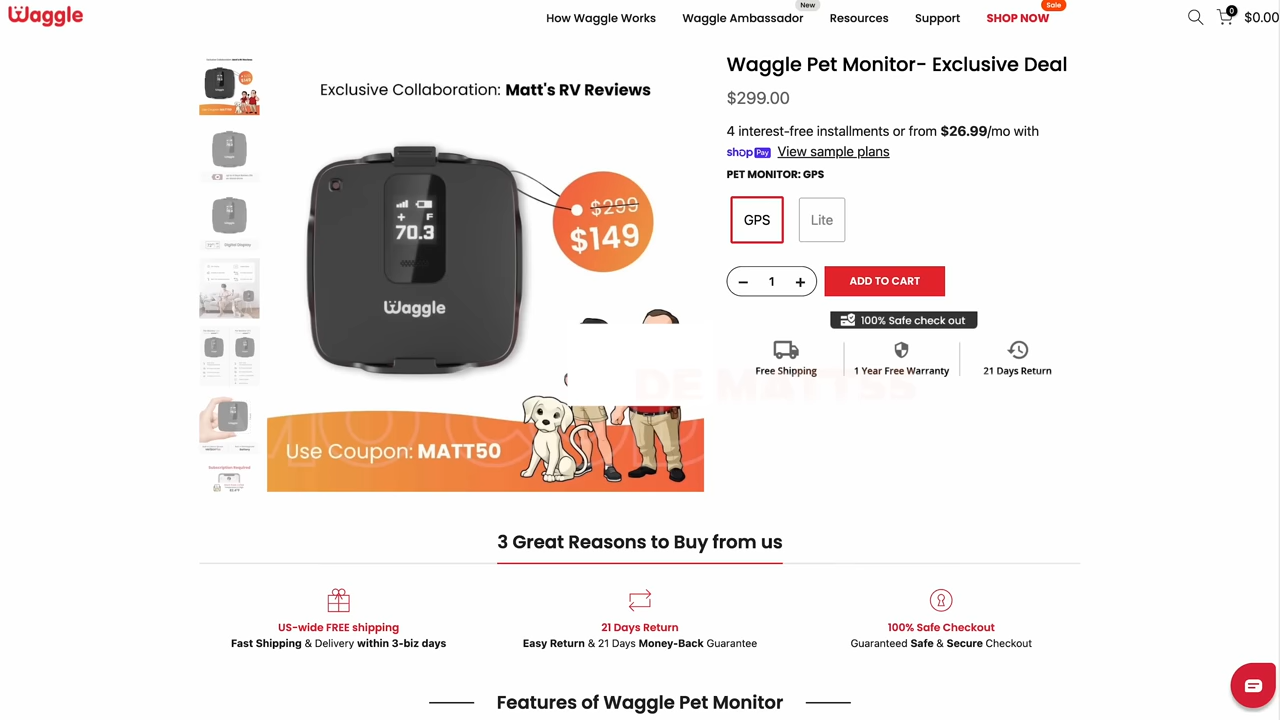 Waggle
How Waggle Works
Waggle Ambassador
New
Resources
Support
SHOP NOW
Sale
0
$0.00
Exclusive Collaboration: Matt's RV Reviews
$299
$149
+ F
70.3
Waggle
Use Coupon: MATT50
Waggle Pet Monitor- Exclusive Deal
$299.00
4 interest-free installments or from $26.99/mo with
shop Pay View sample plans
PET MONITOR: GPS
GPS
Lite
− 1 +
ADD TO CART
100% Safe check out
Free Shipping
1 Year Free Warranty
21 Days Return
3 Great Reasons to Buy from us
US-wide FREE shipping
Fast Shipping & Delivery within 3-biz days
21 Days Return
Easy Return & 21 Days Money-Back Guarantee
100% Safe Checkout
Guaranteed Safe & Secure Checkout
Features of Waggle Pet Monitor